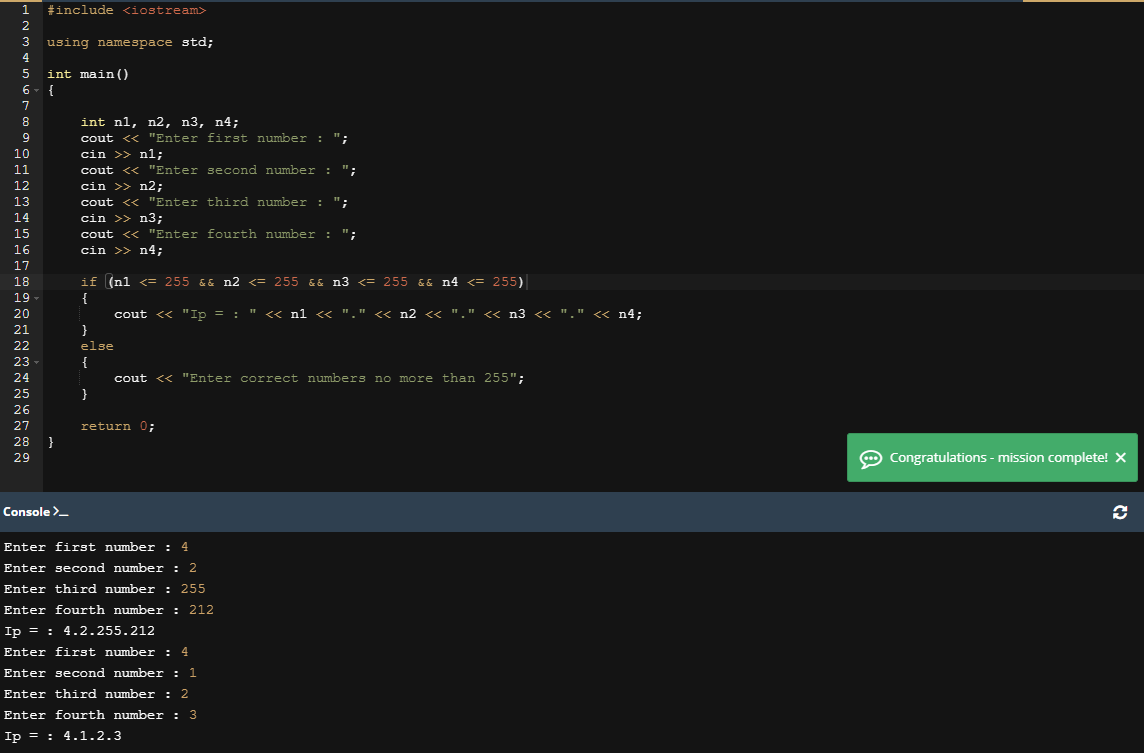 1 #include <iostream>
2
3 using namespace std;
4
5 int main()
6 {
7
8 int n1, n2, n3, n4;
9 cout << "Enter first number : ";
10 cin >> n1;
11 cout << "Enter second number : ";
12 cin >> n2;
13 cout << "Enter third number : ";
14 cin >> n3;
15 cout << "Enter fourth number : ";
16 cin >> n4;
17
18 if (n1 <= 255 && n2 <= 255 && n3 <= 255 && n4 <= 255)
19 {
20 cout << "Ip = : " << n1 << "." << n2 << "." << n3 << "." << n4;
21 }
22 else
23 {
24 cout << "Enter correct numbers no more than 255";
25 }
26
27 return 0;
28 }
29
Congratulations - mission complete! ×
Console >_
Enter first number : 4
Enter second number : 2
Enter third number : 255
Enter fourth number : 212
Ip = : 4.2.255.212
Enter first number : 4
Enter second number : 1
Enter third number : 2
Enter fourth number : 3
Ip = : 4.1.2.3